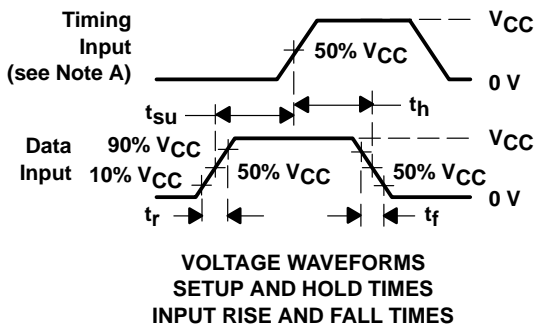 Timing
Input
(see Note A)
50% VCC
VCC
0 V
tsu
th
Data
Input
90% VCC
10% VCC
50% VCC
50% VCC
VCC
0 V
tr
tf
VOLTAGE WAVEFORMS
SETUP AND HOLD TIMES
INPUT RISE AND FALL TIMES